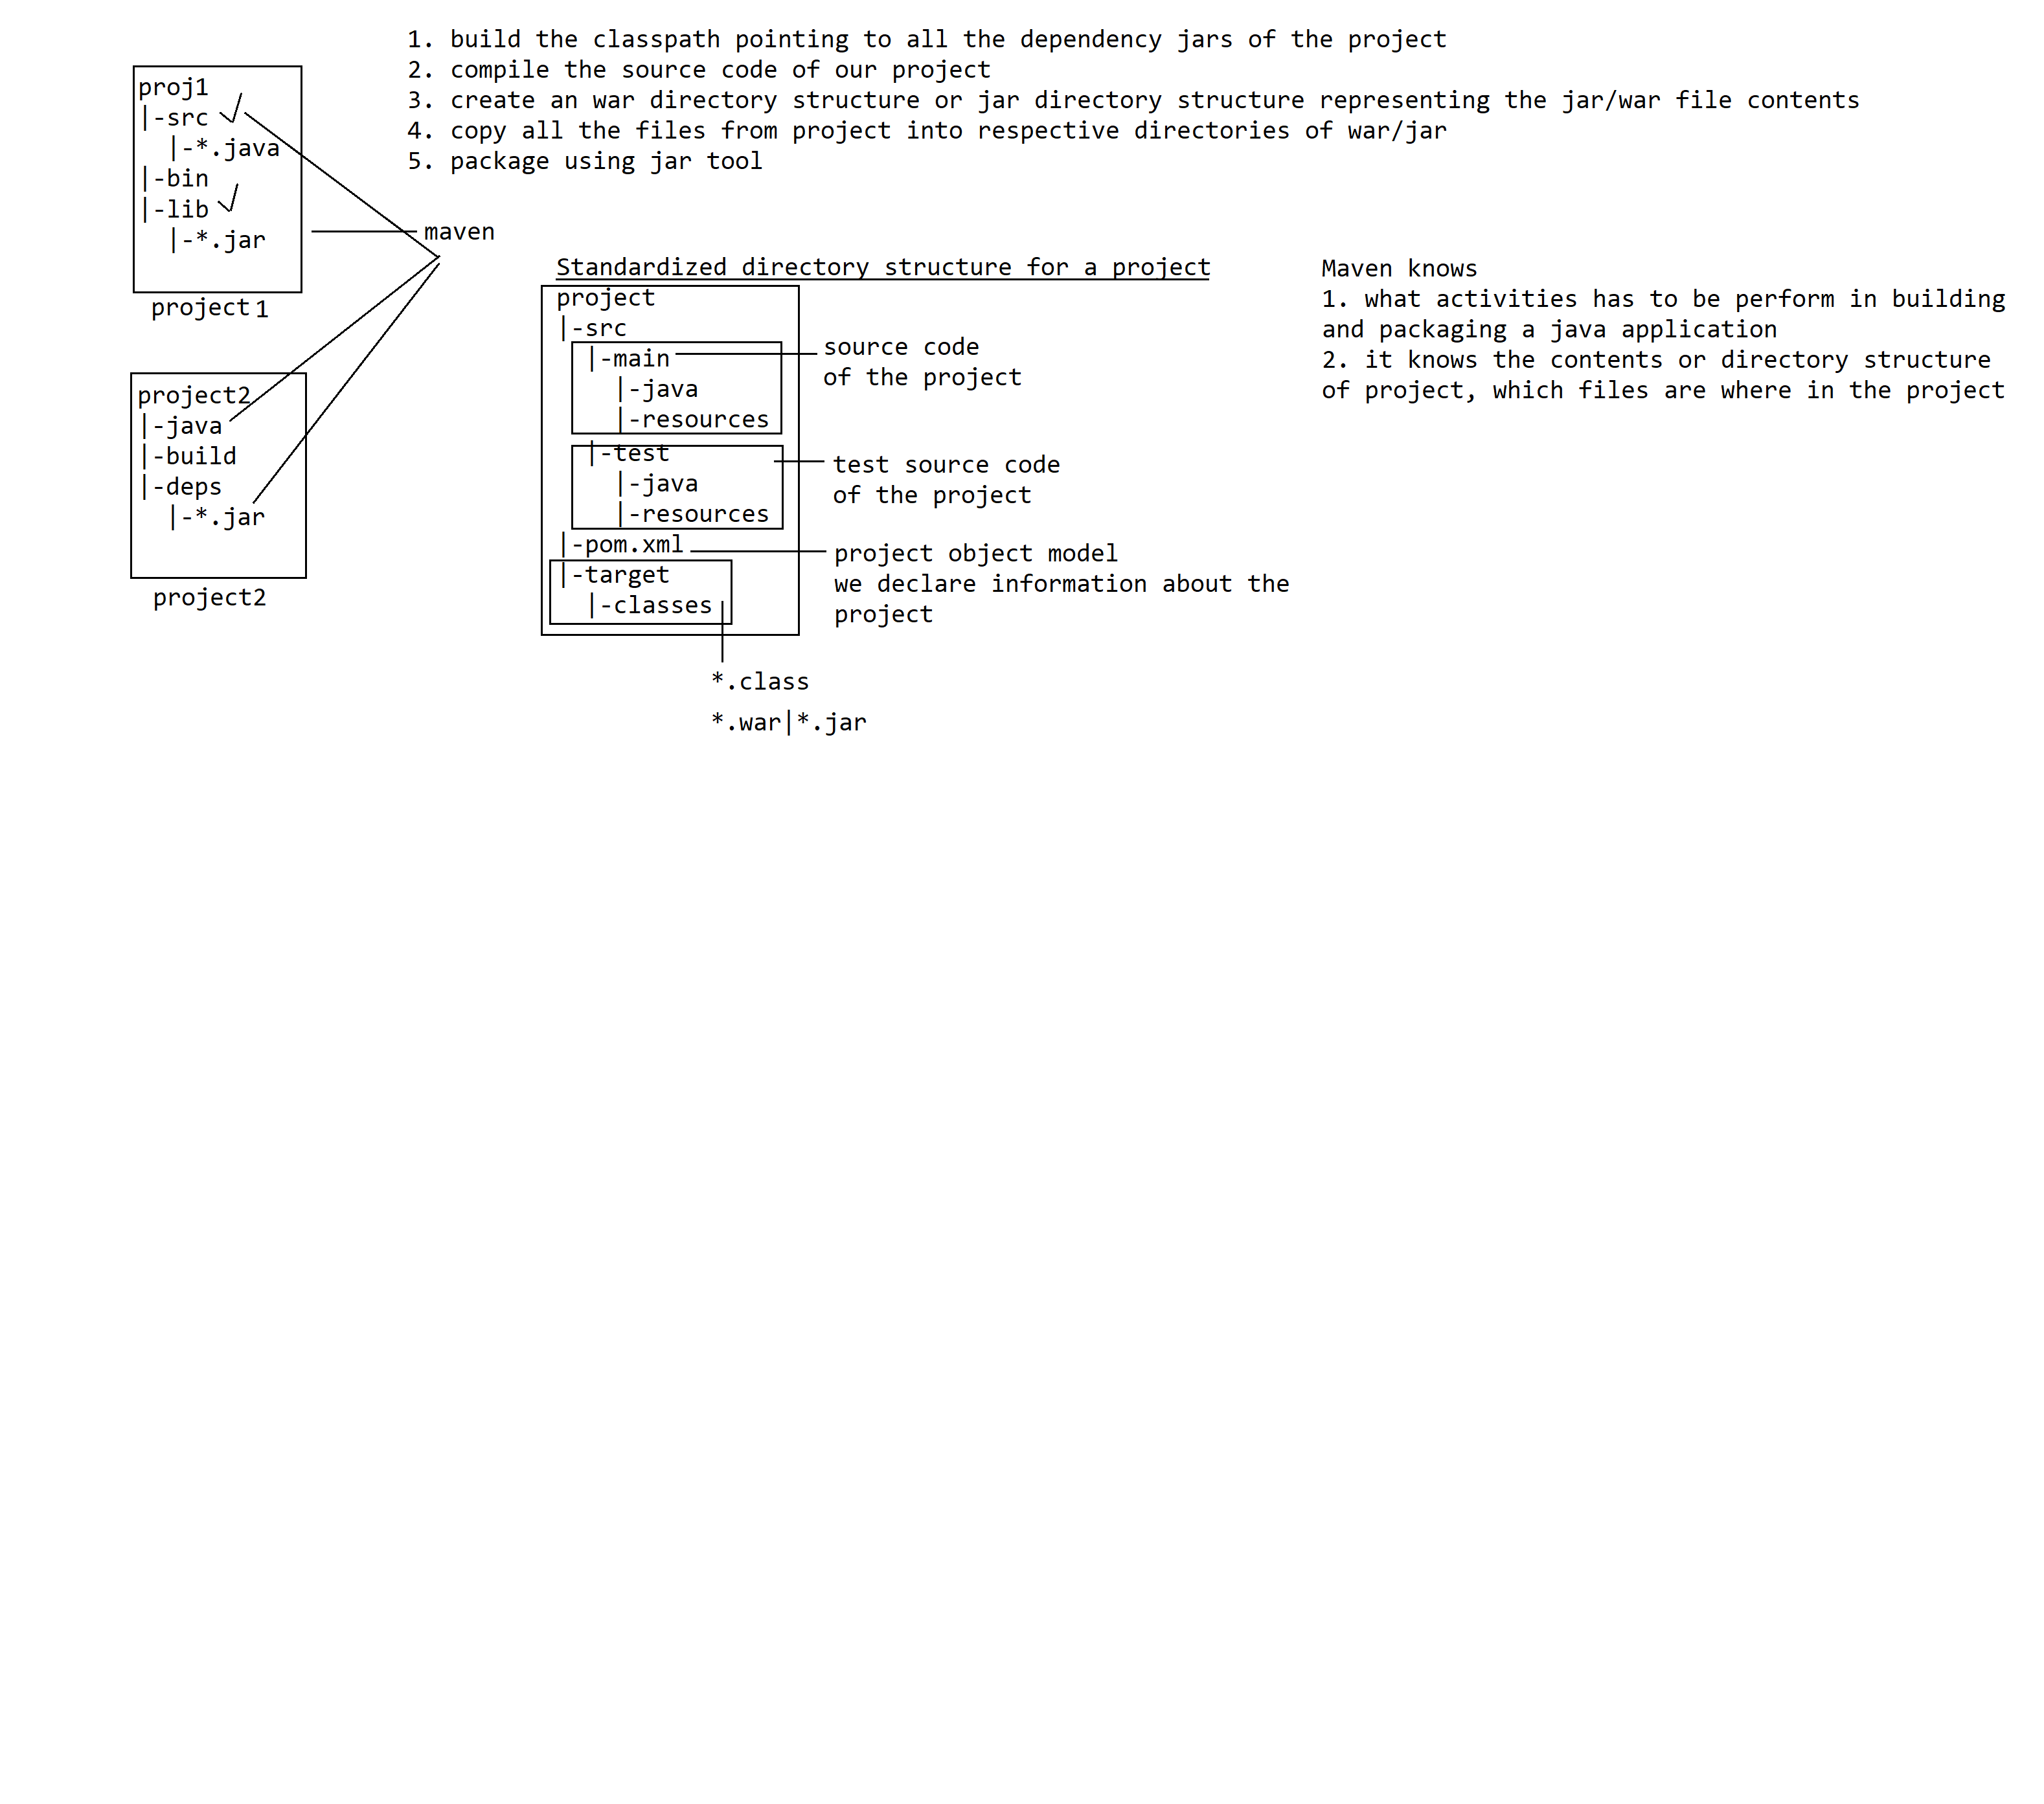 1. build the classpath pointing to all the dependency jars of the project
2. compile the source code of our project
3. create an war directory structure or jar directory structure representing the jar/war file contents
4. copy all the files from project into respective directories of war/jar
5. package using jar tool
proj1
|-src
|-*.java
|-bin
|-lib
|-*.jar
project 1
maven
project2
|-java
|-build
|-deps
|-*.jar
project2
Standardized directory structure for a project
project
|-src
|-main
|-java
|-resources
|-test
|-java
|-resources
|-pom.xml
|-target
|-classes
source code
of the project
test source code
of the project
project object model
we declare information about the
project
*.class
*.war|*.jar
Maven knows
1. what activities has to be perform in building
and packaging a java application
2. it knows the contents or directory structure
of project, which files are where in the project